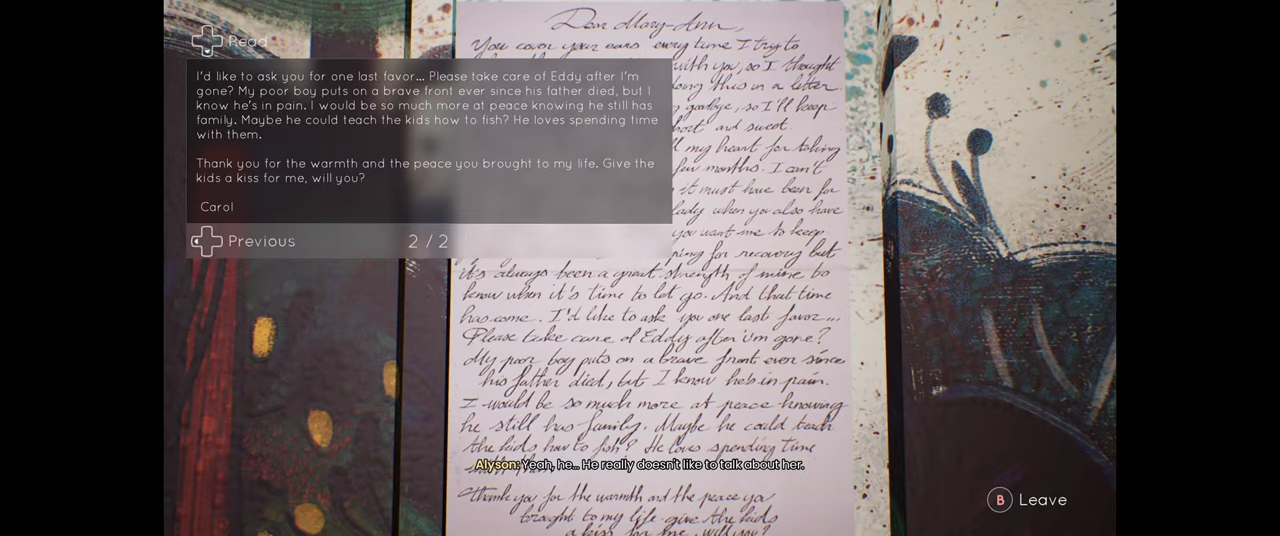 Read
I'd like to ask you for one last favor... Please take care of Eddy after I'm
gone? My poor boy puts on a brave front ever since his father died, but I
know he's in pain. I would be so much more at peace knowing he still has
family. Maybe he could teach the kids how to fish? He loves spending time
with them.
Thank you for the warmth and the peace you brought to my life. Give the
kids a kiss for me, will you?
Carol
Previous
2 / 2
Dear Mary-Ann,
You cover your ears every time I try to
with you, so I thought
doing this in a letter
goodbye, so I'll keep
short and sweet.
my heart for taking
few months. I can't
it must have been for
lady when you also have
you want me to keep
ping for recovery but
it's always been a great strength of mine to
know when it's time to let go. And that time
has come. I'd like to ask you one last favor...
Please take care of Eddy after i'm gone?
My poor boy puts on a brave front ever since
his father died, but I know he's in pain.
I would be so much more at peace knowing
he still has family. Maybe he could teach
the kids how to fish? He loves spending time
Alyson: Yeah, he... He really doesn't like to talk about her.
Thank you for the warmth and the peace you
brought to my life. give the kids
a kiss for me, will you?
B Leave